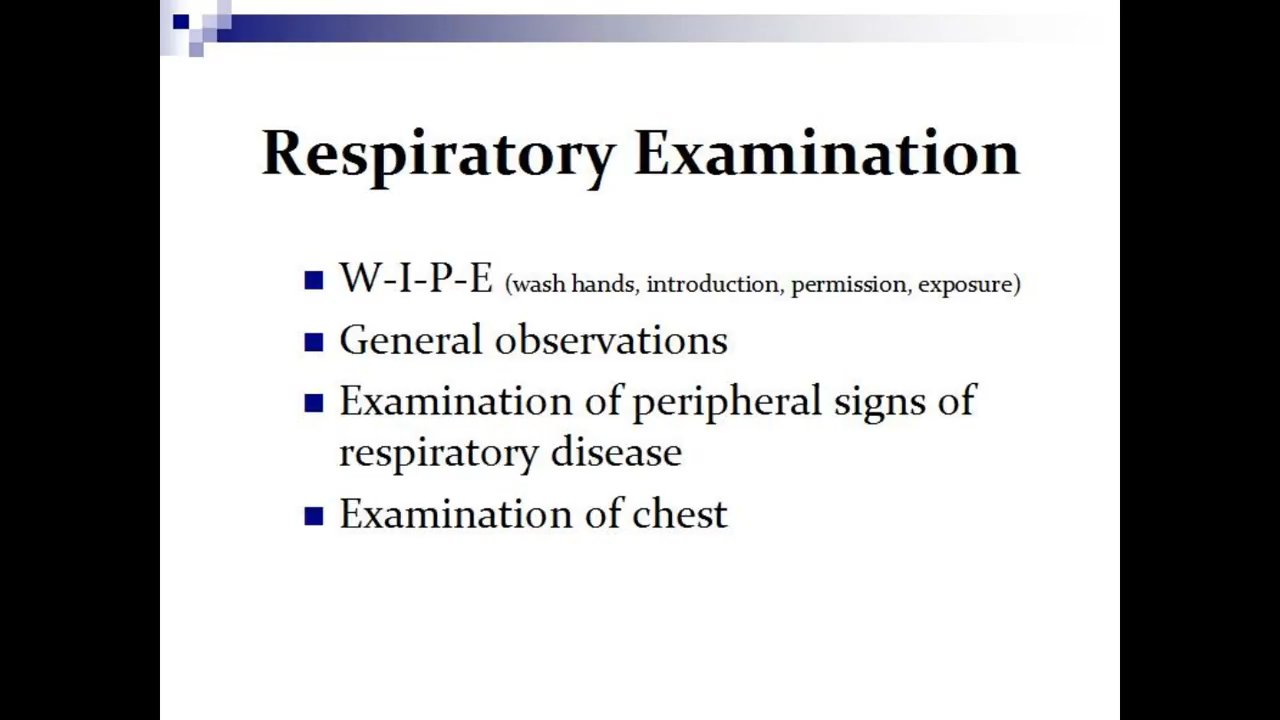 Respiratory Examination
W-I-P-E (wash hands, introduction, permission, exposure)
General observations
Examination of peripheral signs of
respiratory disease
Examination of chest